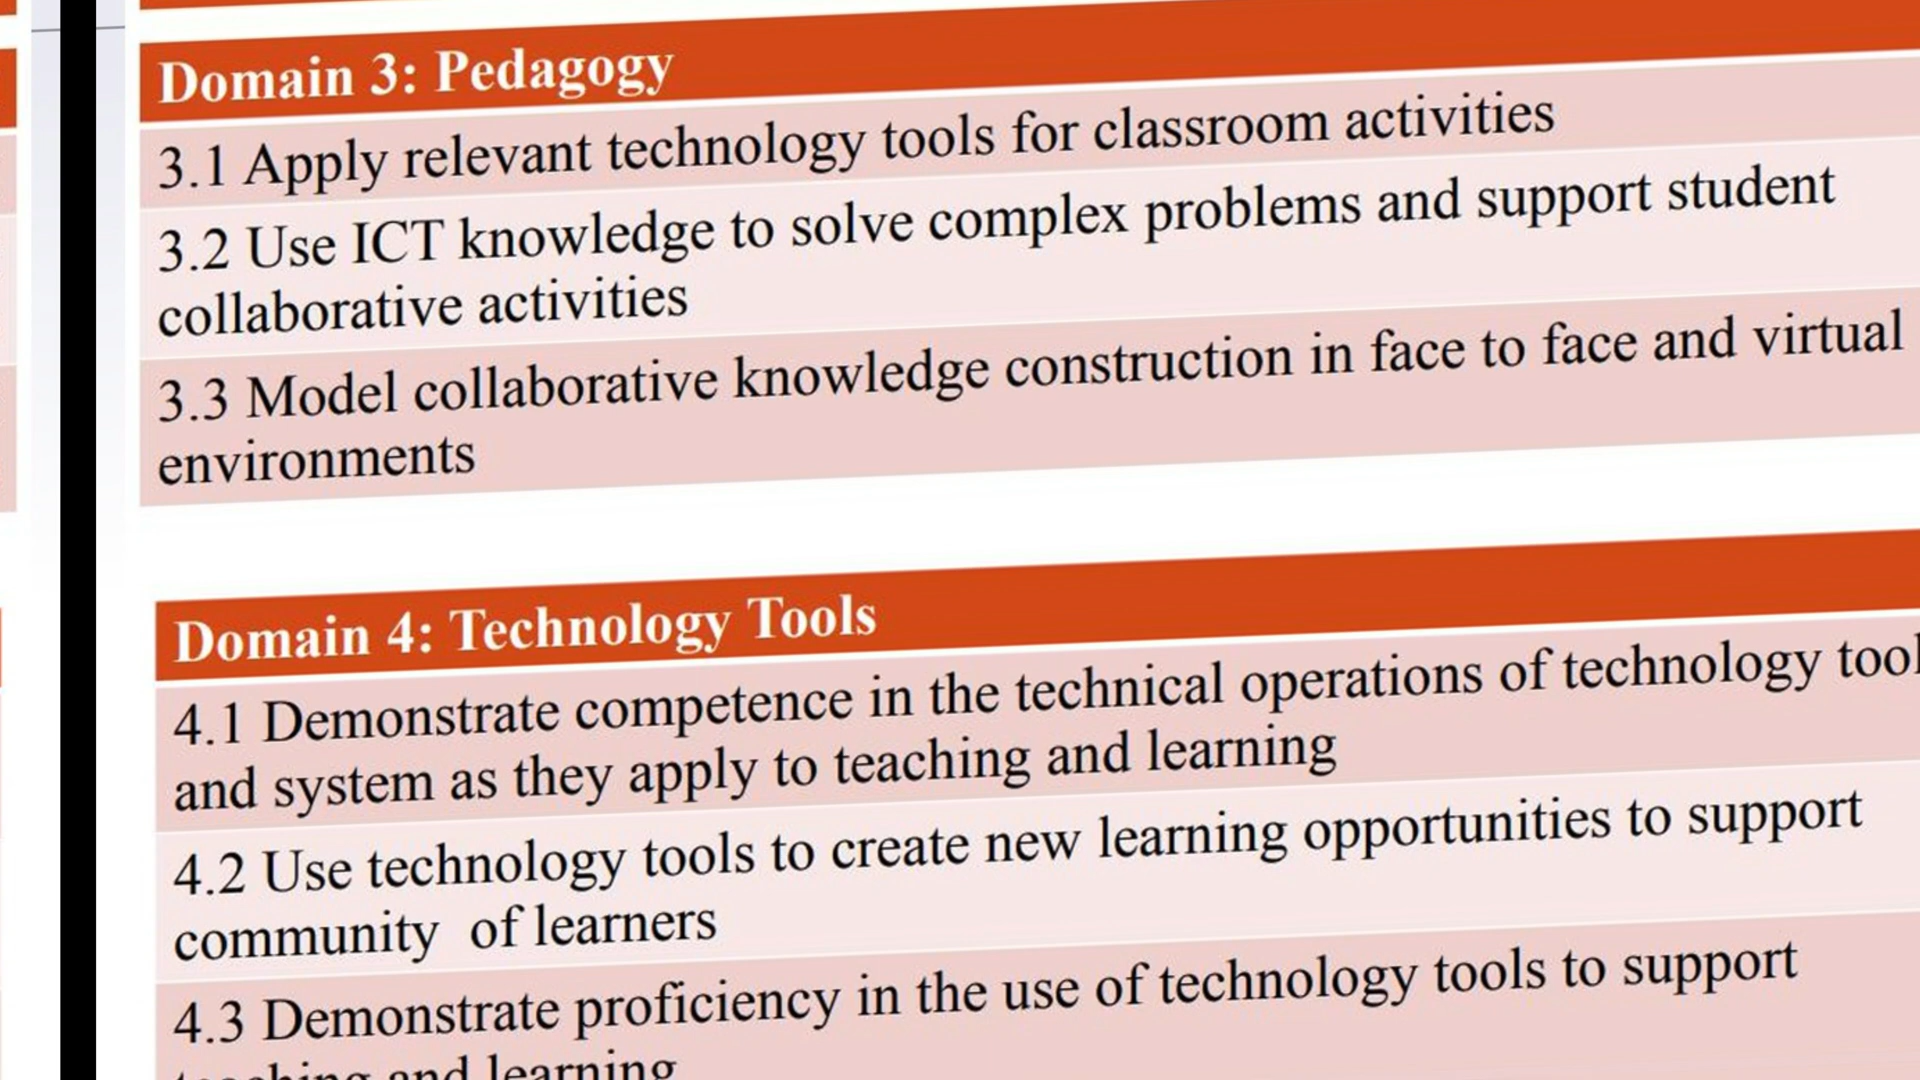 Domain 3: Pedagogy
3.1 Apply relevant technology tools for classroom activities
3.2 Use ICT knowledge to solve complex problems and support student
collaborative activities
3.3 Model collaborative knowledge construction in face to face and virtual
environments
Domain 4: Technology Tools
4.1 Demonstrate competence in the technical operations of technology
and system as they apply to teaching and learning
4.2 Use technology tools to create new learning opportunities to support
community of learners
4.3 Demonstrate proficiency in the use of technology tools to support
and learning